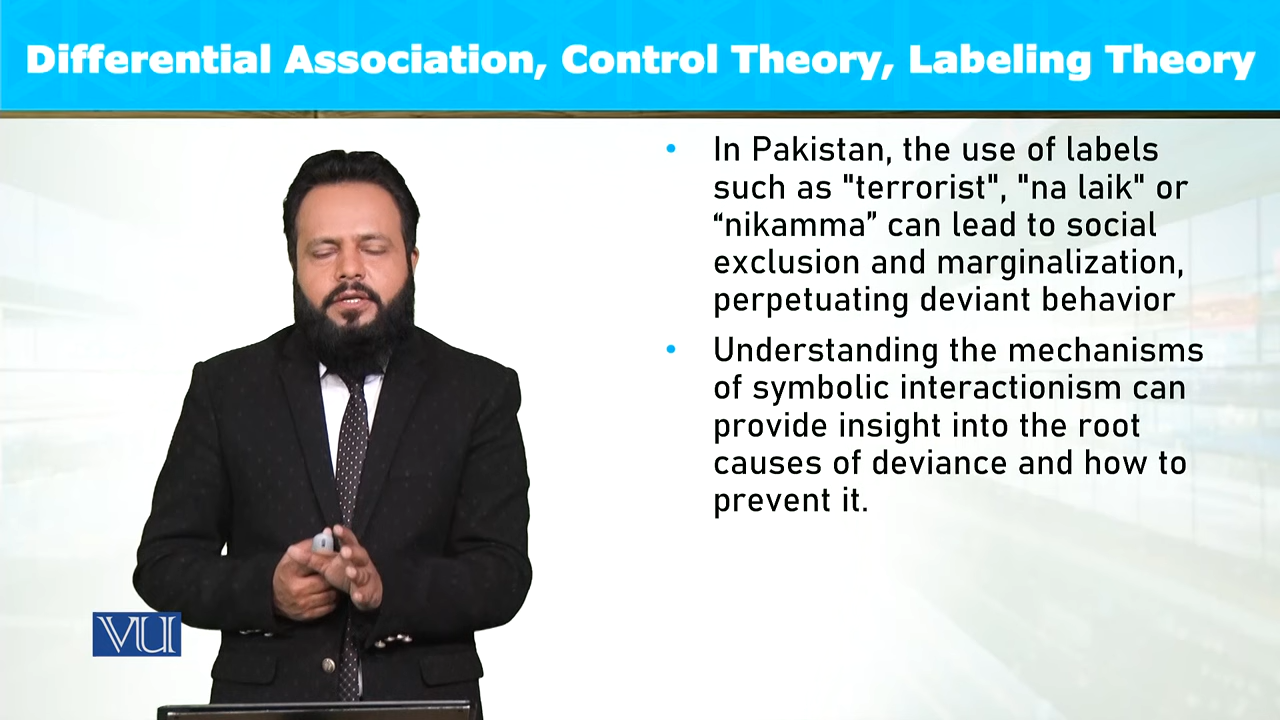 Differential Association, Control Theory, Labeling Theory
• In Pakistan, the use of labels
such as "terrorist", "na laik" or
“nikamma” can lead to social
exclusion and marginalization,
perpetuating deviant behavior
• Understanding the mechanisms
of symbolic interactionism can
provide insight into the root
causes of deviance and how to
prevent it.
VU